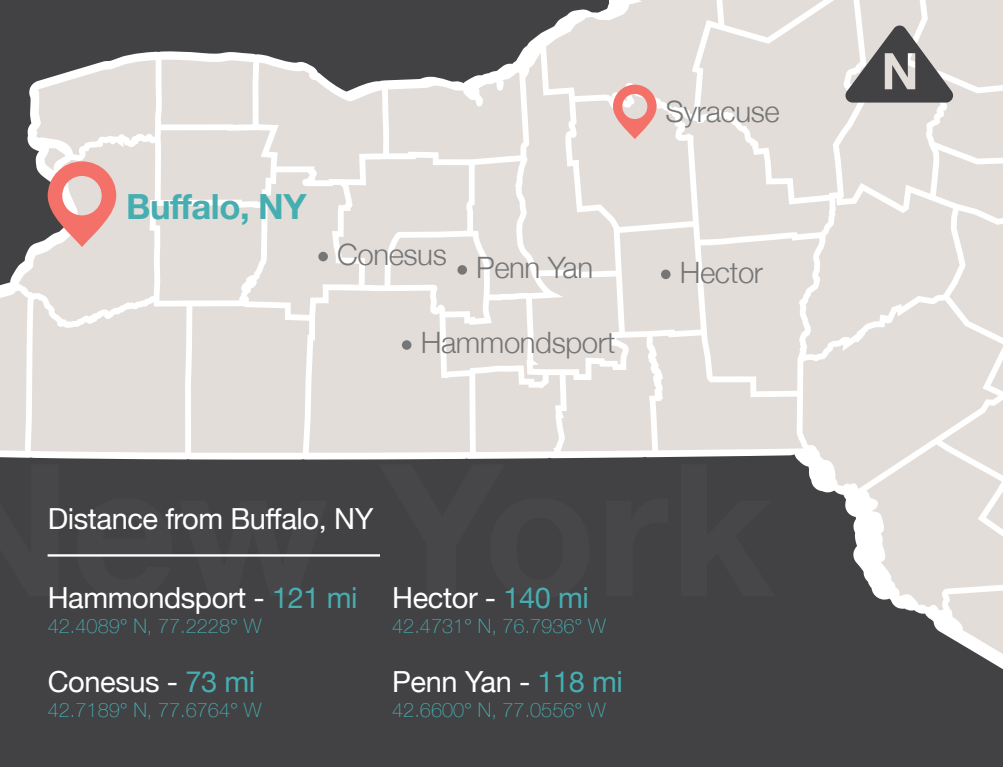 N
Syracuse
Buffalo, NY
Conesus
Penn Yan
Hector
Hammondsport
New York
Distance from Buffalo, NY
Hammondsport - 121 mi
42.4089° N, 77.2228° W
Hector - 140 mi
42.4731° N, 76.7936° W
Conesus - 73 mi
42.7189° N, 77.6764° W
Penn Yan - 118 mi
42.6600° N, 77.0556° W